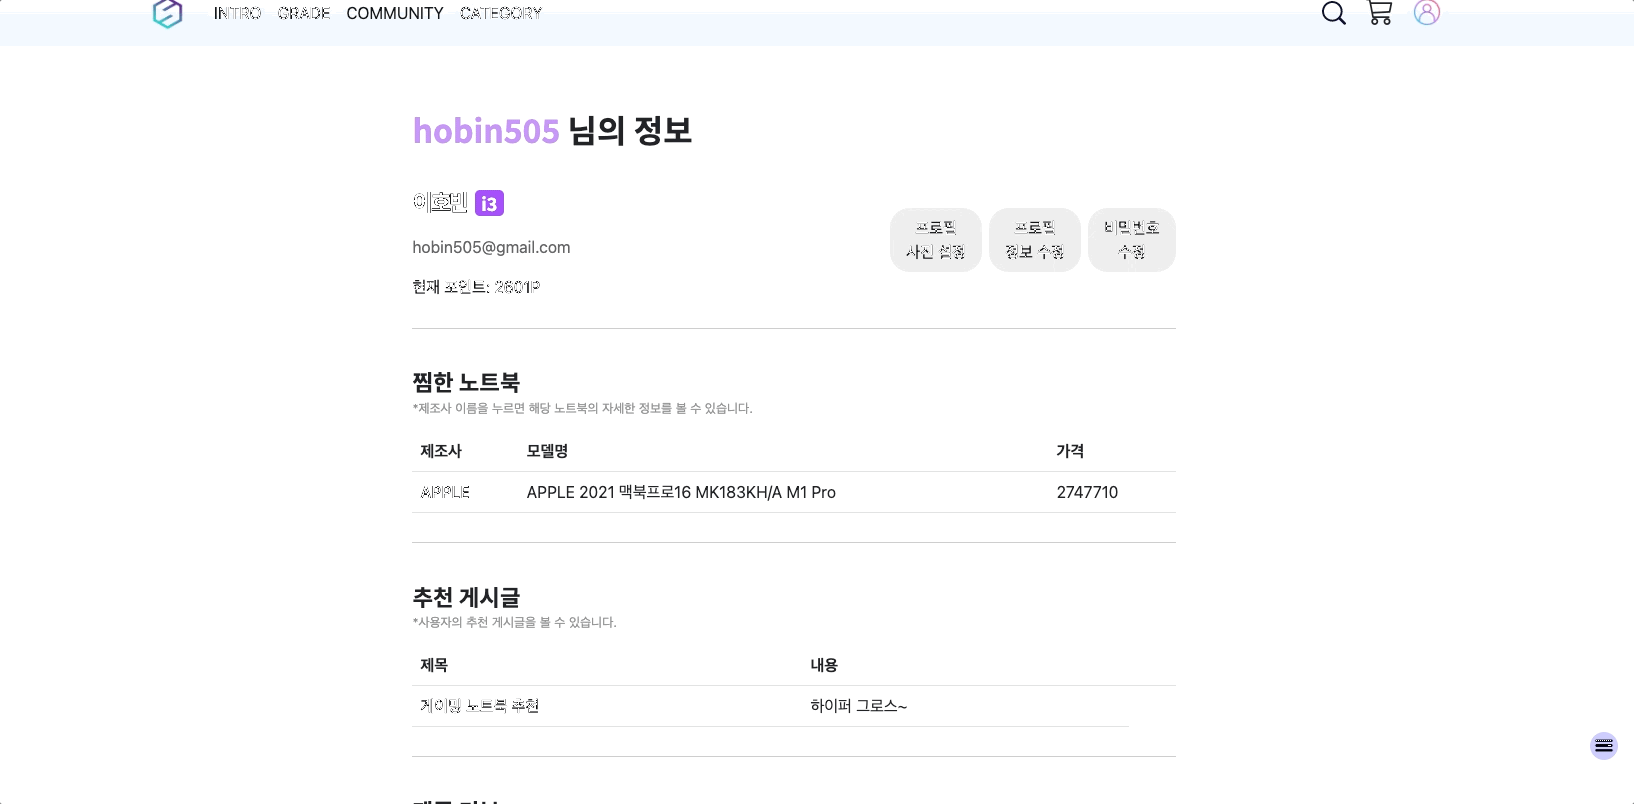 INTRO GRADE COMMUNITY CATEGORY
hobin505 님의 정보
이호빈 i3
hobin505@gmail.com
현재 포인트: 2601P
프로필
사진 설정
프로필
정보 수정
비밀번호
수정
찜한 노트북
*제조사 이름을 누르면 해당 노트북의 자세한 정보를 볼 수 있습니다.
제조사 모델명 가격
APPLE APPLE 2021 맥북프로16 MK183KH/A M1 Pro 2747710
추천 게시글
*사용자의 추천 게시글을 볼 수 있습니다.
제목 내용
게이밍 노트북 추천 하이퍼 그로스~